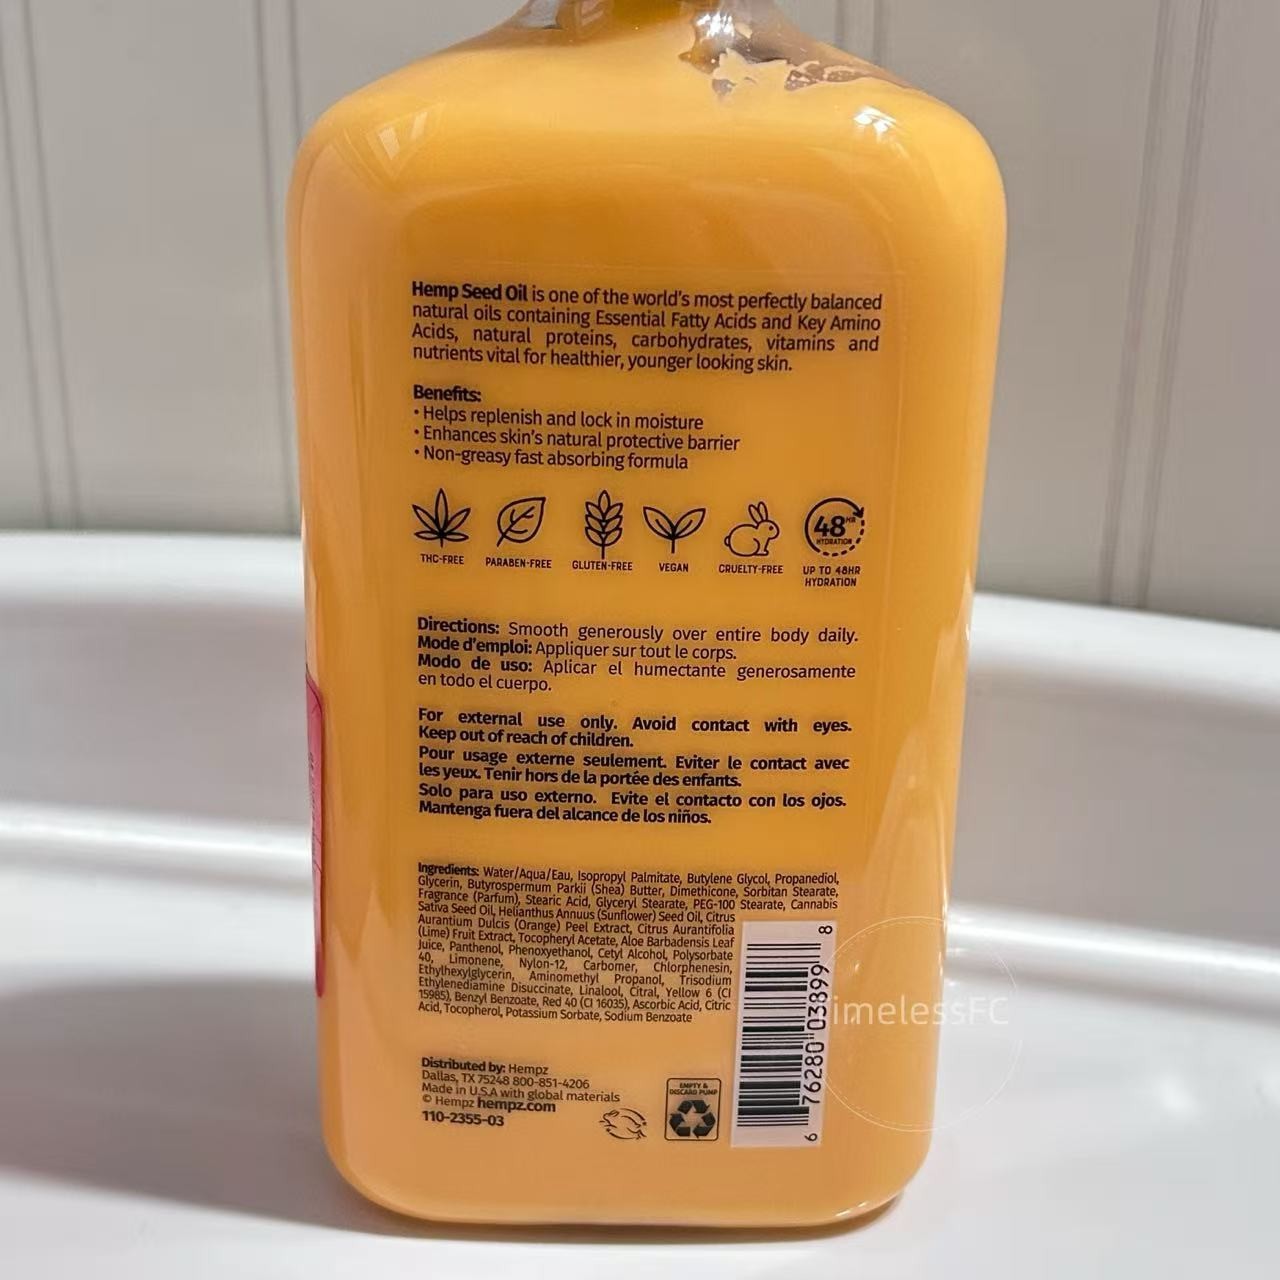 Hemp Seed Oil is one of the world's most perfectly balanced
natural oils containing Essential Fatty Acids and Key Amino
Acids, natural proteins, carbohydrates, vitamins and
nutrients vital for healthier, younger looking skin.
Benefits:
• Helps replenish and lock in moisture
• Enhances skin's natural protective barrier
• Non-greasy fast absorbing formula
48HR
HYDRATION
THC-FREE PARABEN-FREE GLUTEN-FREE VEGAN CRUELTY-FREE UP TO 48HR
HYDRATION
Directions: Smooth generously over entire body daily.
Mode d'emploi: Appliquer sur tout le corps.
Modo de uso: Aplicar el humectante generosamente
en todo el cuerpo.
For external use only. Avoid contact with eyes.
Keep out of reach of children.
Pour usage externe seulement. Eviter le contact avec
les yeux. Tenir hors de la portée des enfants.
Solo para uso externo. Evite el contacto con los ojos.
Mantenga fuera del alcance de los niños.
Ingredients: Water/Aqua/Eau, Isopropyl Palmitate, Butylene Glycol, Propanediol,
Glycerin, Butyrospermum Parkii (Shea) Butter, Dimethicone, Sorbitan Stearate,
Fragrance (Parfum), Stearic Acid, Glyceryl Stearate, PEG-100 Stearate, Cannabis
Sativa Seed Oil, Helianthus Annuus (Sunflower) Seed Oil, Citrus
Aurantium Dulcis (Orange) Peel Extract, Citrus Aurantifolia
(Lime) Fruit Extract, Tocopheryl Acetate, Aloe Barbadensis Leaf
Juice, Panthenol, Phenoxyethanol, Cetyl Alcohol, Polysorbate
40, Limonene, Nylon-12, Carbomer, Chlorphenesin,
Ethylhexylglycerin, Aminomethyl Propanol, Trisodium
Ethylenediamine Disuccinate, Linalool, Citral, Yellow 6 (CI
15985), Benzyl Benzoate, Red 40 (CI 16035), Ascorbic Acid, Citric
Acid, Tocopherol, Potassium Sorbate, Sodium Benzoate
6 76280 03899 8
imelessFC
Distributed by: Hempz
Dallas, TX 75248 800-851-4206
Made in U.S.A with global materials
© Hempz hempz.com
110-2355-03
EMPTY &
DISCARD PUMP